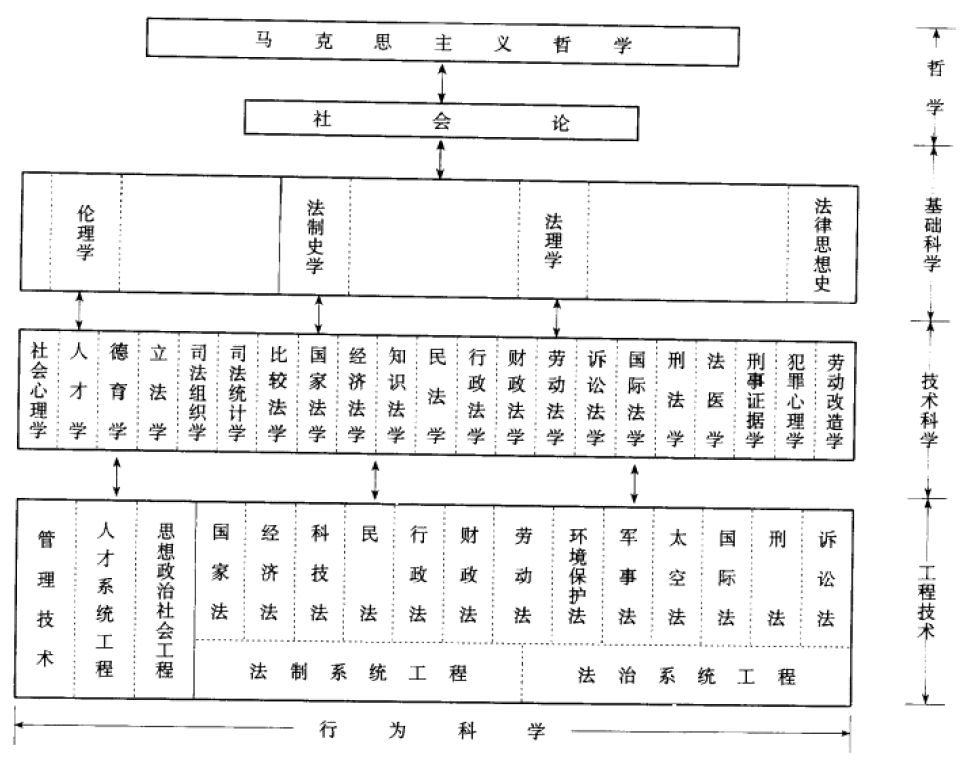 马克思主义哲学
社会论
伦理学
法制史学
法理学
法律思想史
社会心理学
人才学
德育学
立法学
司法组织学
司法统计学
比较法学
国家法学
经济法学
知识法学
民法学
行政法学
财政法学
劳动法学
诉讼法学
国际法学
刑法学
法医学
刑事证据学
犯罪心理学
劳动改造学
管理技术
人才系统工程
思想政治社会工程
国家法
经济法
科技法
民法
行政法
财政法
劳动法
环境保护法
军事法
太空法
国际法
刑法
诉讼法
法制系统工程
法治系统工程
行为科学
哲学
基础科学
技术科学
工程技术